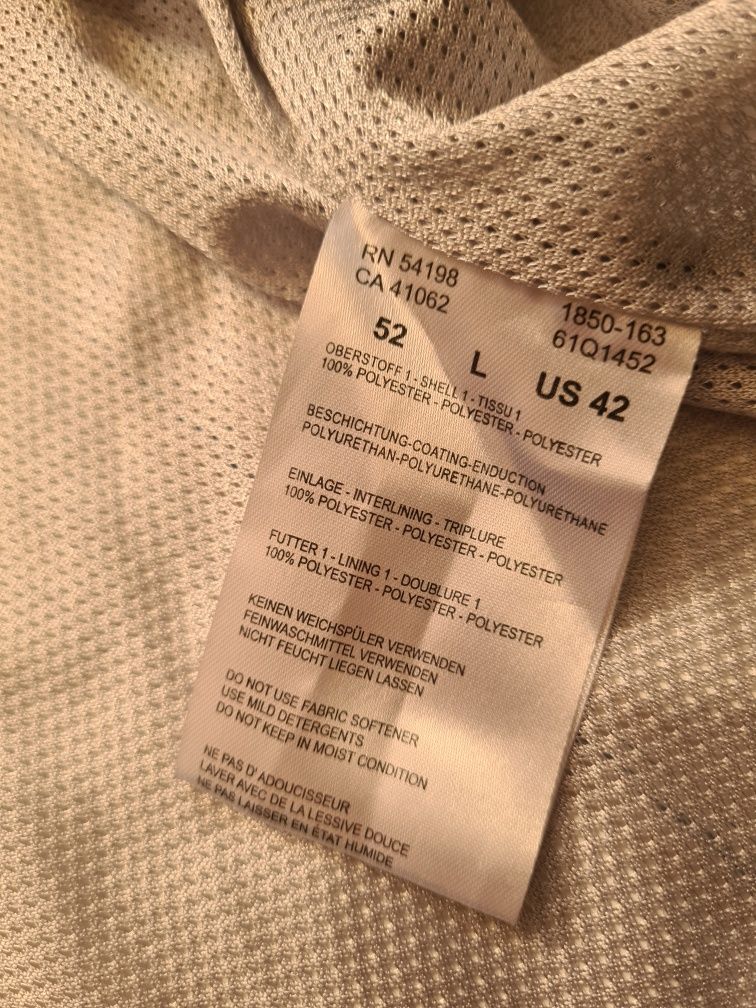 RN 54198
CA 41062
1850-163
61Q1452
52 L US 42
OBERSTOFF 1 - SHELL 1 - TISSU 1
100% POLYESTER - POLYESTER - POLYESTER
BESCHICHTUNG-COATING-ENDUCTION
POLYURETHAN-POLYURETHANE-POLYURÉTHANE
EINLAGE - INTERLINING - TRIPLURE
100% POLYESTER - POLYESTER - POLYESTER
FUTTER 1 - LINING 1 - DOUBLURE 1
100% POLYESTER - POLYESTER - POLYESTER
KEINEN WEICHSPÜLER VERWENDEN
FEINWASCHMITTEL VERWENDEN
NICHT FEUCHT LIEGEN LASSEN
DO NOT USE FABRIC SOFTENER
USE MILD DETERGENTS
DO NOT KEEP IN MOIST CONDITION
NE PAS D'ADOUCISSEUR
LAVER AVEC DE LA LESSIVE DOUCE
NE PAS LAISSER EN ÉTAT HUMIDE